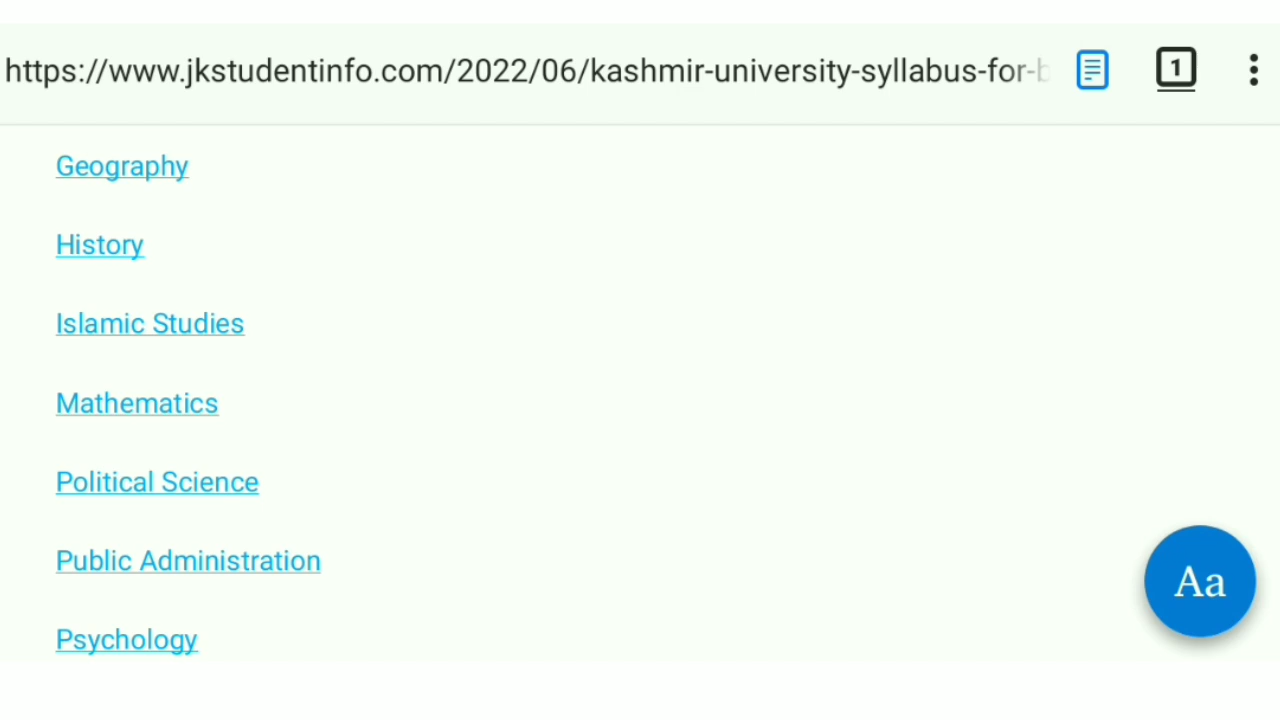 https://www.jkstudentinfo.com/2022/06/kashmir-university-syllabus-for-b
1
Geography
History
Islamic Studies
Mathematics
Political Science
Public Administration
Aa
Psychology